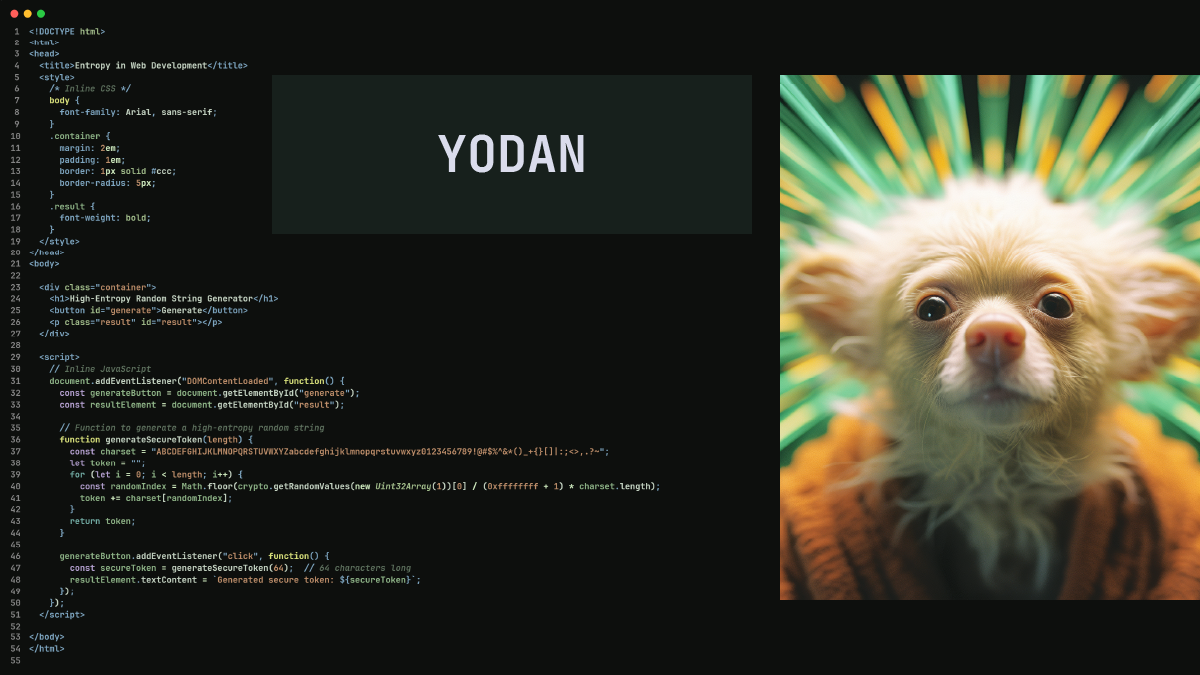 1 <!DOCTYPE html>
2 <html>
3 <head>
4 <title>Entropy in Web Development</title>
5 <style>
6 /* Inline CSS */
7 body {
8 font-family: Arial, sans-serif;
9 }
10 .container {
11 margin: 2em;
12 padding: 1em;
13 border: 1px solid #ccc;
14 border-radius: 5px;
15 }
16 .result {
17 font-weight: bold;
18 }
19 </style>
20 </head>
21 <body>
22
23 <div class="container">
24 <h1>High-Entropy Random String Generator</h1>
25 <button id="generate">Generate</button>
26 <p class="result" id="result"></p>
27 </div>
28
29 <script>
30 // Inline JavaScript
31 document.addEventListener("DOMContentLoaded", function() {
32 const generateButton = document.getElementById("generate");
33 const resultElement = document.getElementById("result");
34
35 // Function to generate a high-entropy random string
36 function generateSecureToken(length) {
37 const charset = "ABCDEFGHIJKLMNOPQRSTUVWXYZabcdefghijklmnopqrstuvwxyz0123456789!@#$%^&*()_+{}[]|:;<>,.?~";
38 let token = "";
39 for (let i = 0; i < length; i++) {
40 const randomIndex = Math.floor(crypto.getRandomValues(new Uint32Array(1))[0] / (0xffffffff + 1) * charset.length);
41 token += charset[randomIndex];
42 }
43 return token;
44 }
45
46 generateButton.addEventListener("click", function() {
47 const secureToken = generateSecureToken(64); // 64 characters long
48 resultElement.textContent = `Generated secure token: ${secureToken}`;
49 });
50 });
51 </script>
52
53 </body>
54 </html>
55
YODAN